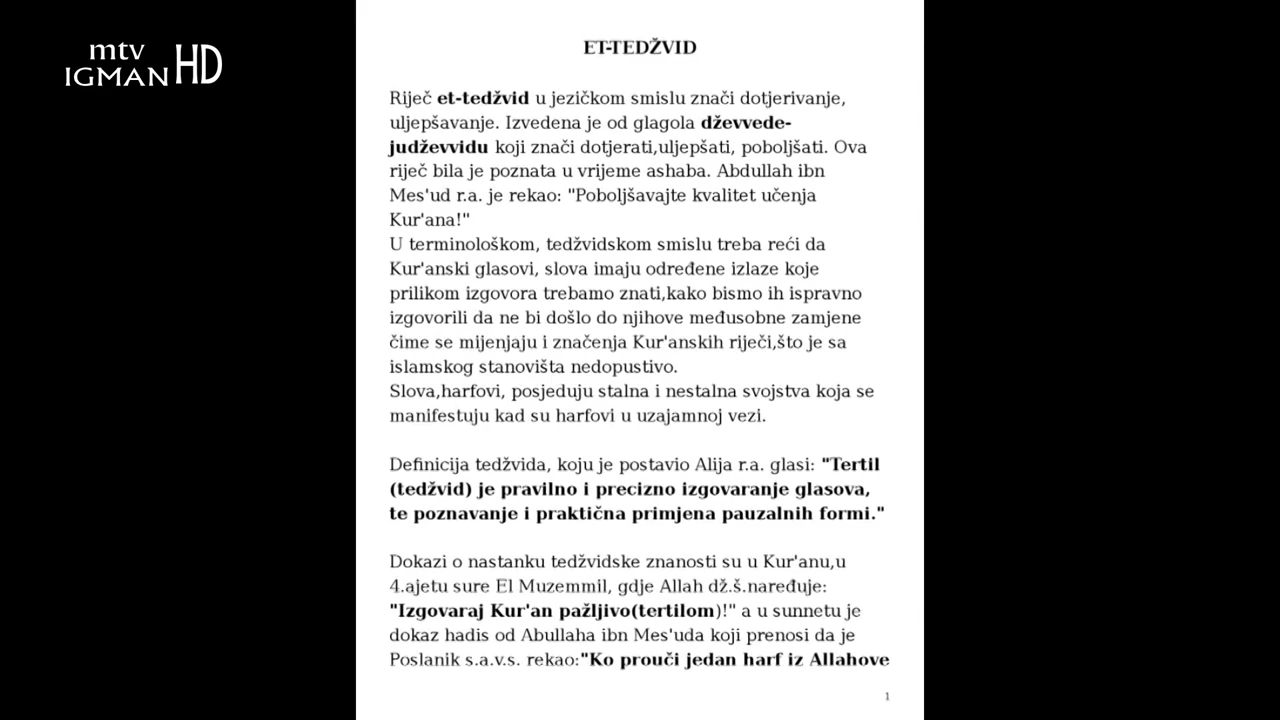 mtv
IGMAN HD
ET-TEDŽVID
Riječ et-tedžvid u jezičkom smislu znači dotjerivanje,
uljepšavanje. Izvedena je od glagola dževvede-
judževvidu koji znači dotjerati,uljepšati, poboljšati. Ova
riječ bila je poznata u vrijeme ashaba. Abdullah ibn
Mes'ud r.a. je rekao: "Poboljšavajte kvalitet učenja
Kur'ana!"
U terminološkom, tedžvidskom smislu treba reći da
Kur'anski glasovi, slova imaju određene izlaze koje
prilikom izgovora trebamo znati,kako bismo ih ispravno
izgovorili da ne bi došlo do njihove međusobne zamjene
čime se mijenjaju i značenja Kur'anskih riječi,što je sa
islamskog stanovišta nedopustivo.
Slova,harfovi, posjeduju stalna i nestalna svojstva koja se
manifestuju kad su harfovi u uzajamnoj vezi.
Definicija tedžvida, koju je postavio Alija r.a. glasi: "Tertil
(tedžvid) je pravilno i precizno izgovaranje glasova,
te poznavanje i praktična primjena pauzalnih formi."
Dokazi o nastanku tedžvidske znanosti su u Kur'anu,u
4.ajetu sure El Muzemmil, gdje Allah dž.š.naređuje:
"Izgovaraj Kur'an pažljivo(tertilom)!" a u sunnetu je
dokaz hadis od Abullaha ibn Mes'uda koji prenosi da je
Poslanik s.a.v.s. rekao:"Ko prouči jedan harf iz Allahove
1